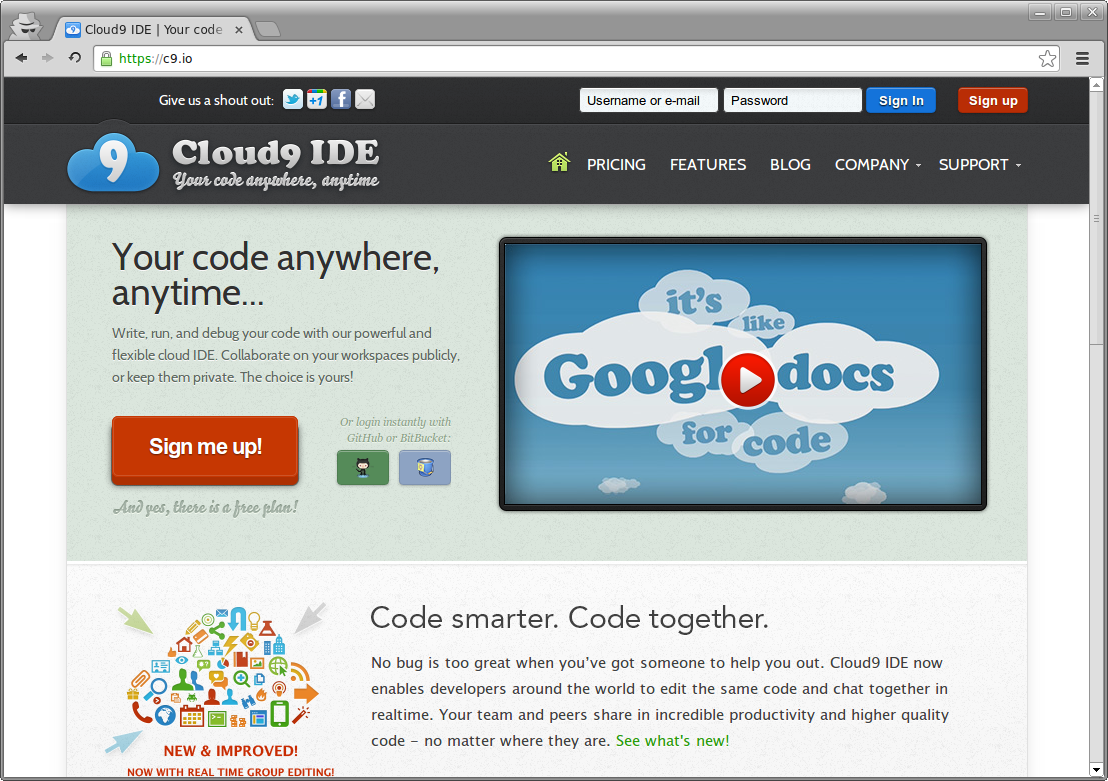 Cloud9 IDE | Your code
https://c9.io
Give us a shout out:
+1
f
Username or e-mail
Password
Sign In
Sign up
9
Cloud9 IDE
Your code anywhere, anytime
PRICING
FEATURES
BLOG
COMPANY
SUPPORT
Your code anywhere,
anytime...
Write, run, and debug your code with our powerful and
flexible cloud IDE. Collaborate on your workspaces publicly,
or keep them private. The choice is yours!
Sign me up!
Or login instantly with
GitHub or BitBucket:
And yes, there is a free plan!
it's
like
Googl docs
for code
NEW & IMPROVED!
NOW WITH REAL TIME GROUP EDITING!
Code smarter. Code together.
No bug is too great when you've got someone to help you out. Cloud9 IDE now
enables developers around the world to edit the same code and chat together in
realtime. Your team and peers share in incredible productivity and higher quality
code – no matter where they are. See what's new!